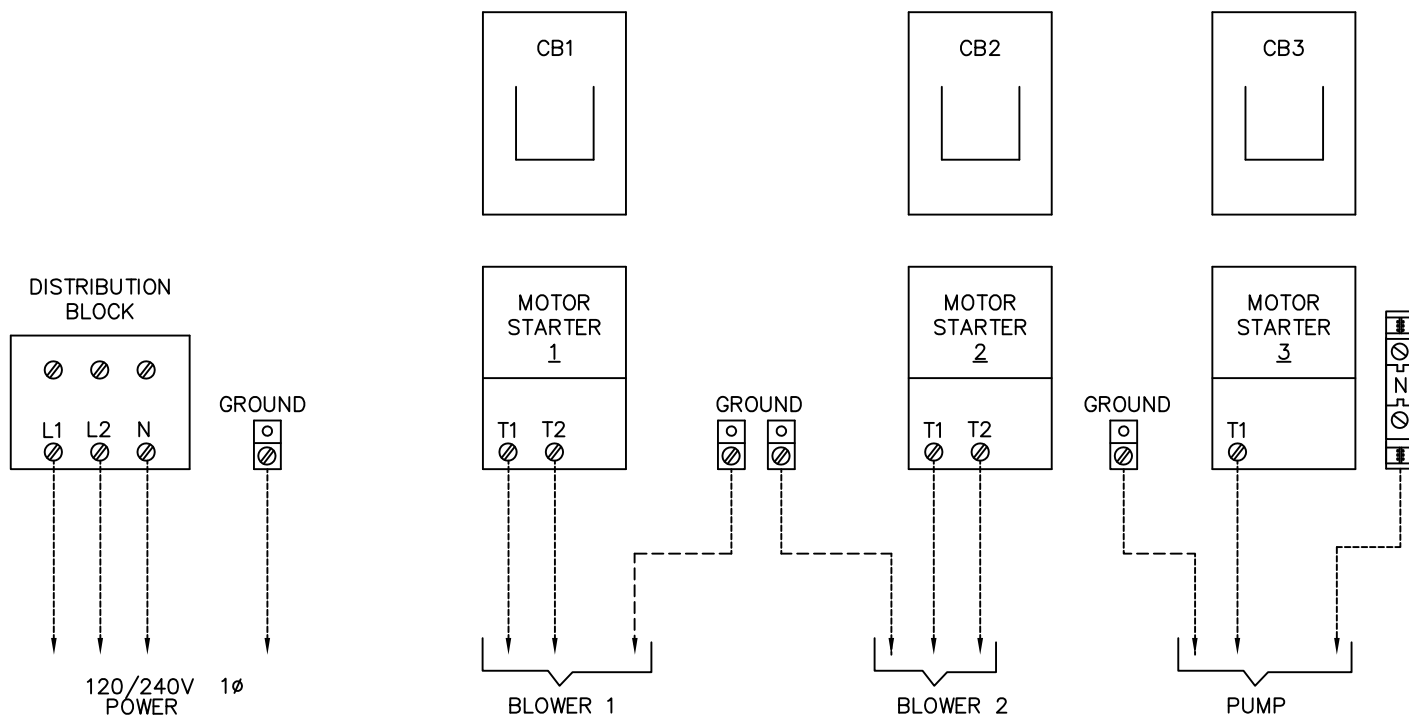 CB1
CB2
CB3
DISTRIBUTION
BLOCK
L1 L2 N
GROUND
MOTOR
STARTER
1
T1 T2
GROUND
MOTOR
STARTER
2
T1 T2
GROUND
MOTOR
STARTER
3
T1
N
120/240V 1ø
POWER
BLOWER 1
BLOWER 2
PUMP